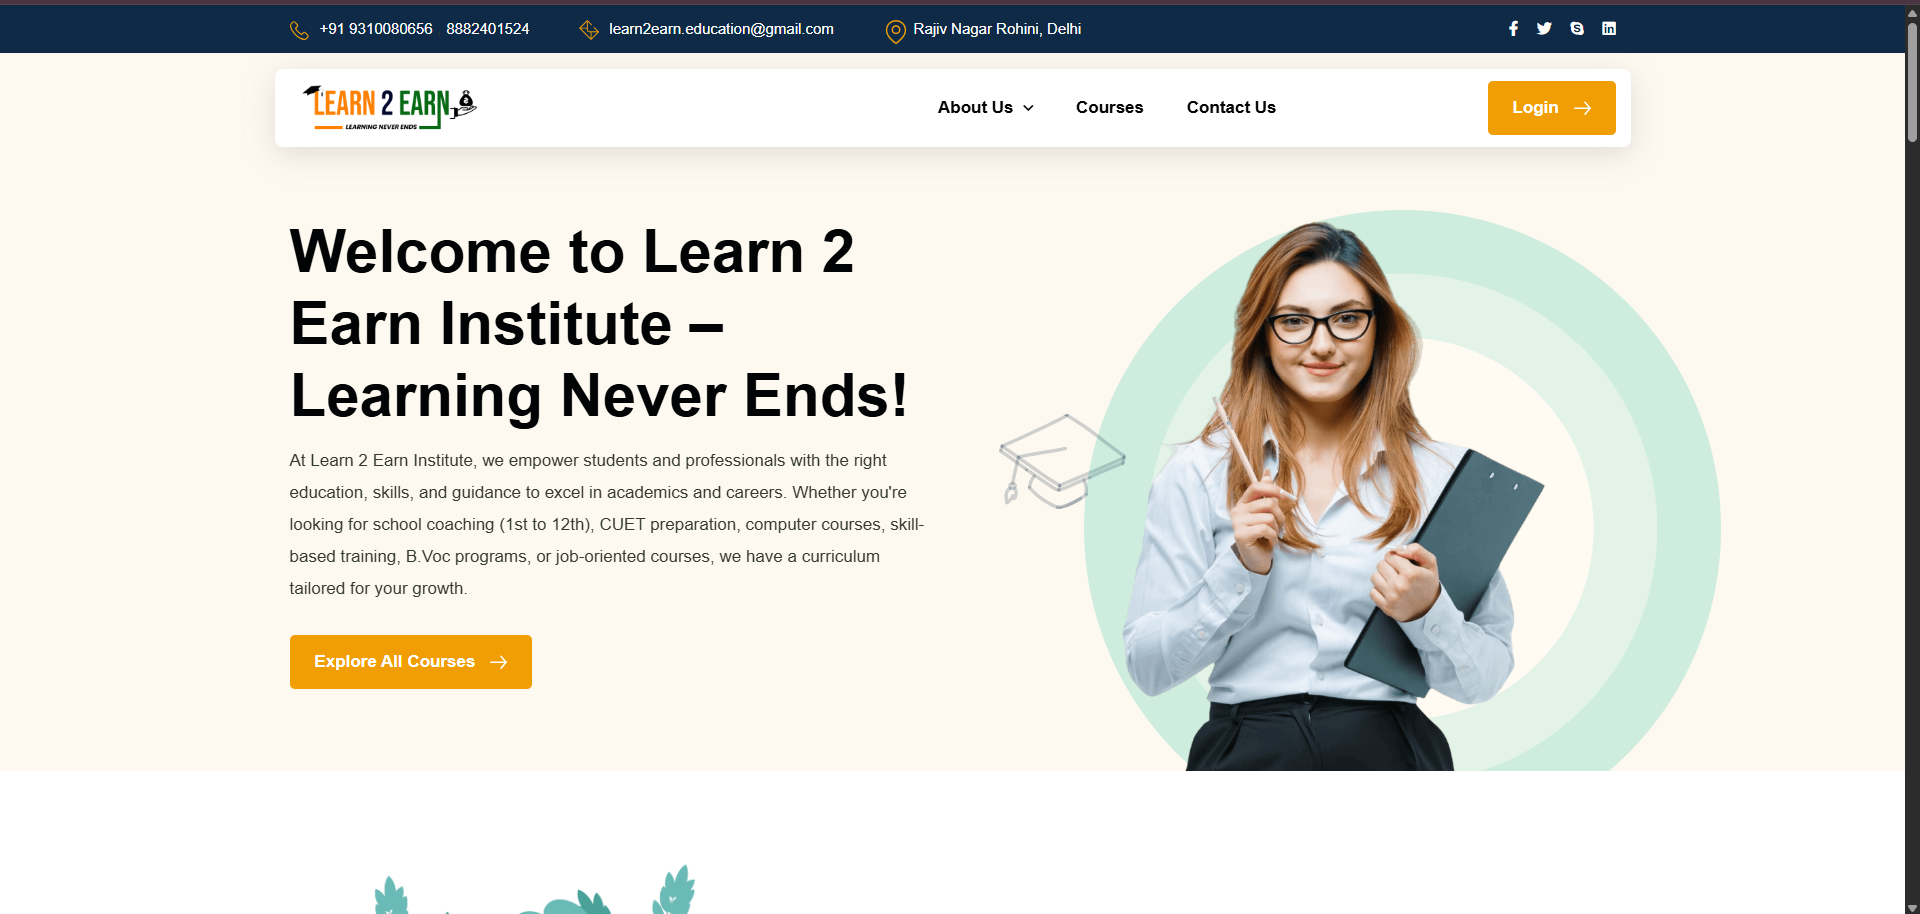 +91 9310080656 8882401524 learn2earn.education@gmail.com Rajiv Nagar Rohini, Delhi
LEARN 2 EARN
LEARNING NEVER ENDS
About Us Courses Contact Us Login
Welcome to Learn 2
Earn Institute –
Learning Never Ends!
At Learn 2 Earn Institute, we empower students and professionals with the right
education, skills, and guidance to excel in academics and careers. Whether you're
looking for school coaching (1st to 12th), CUET preparation, computer courses, skill-
based training, B.Voc programs, or job-oriented courses, we have a curriculum
tailored for your growth.
Explore All Courses